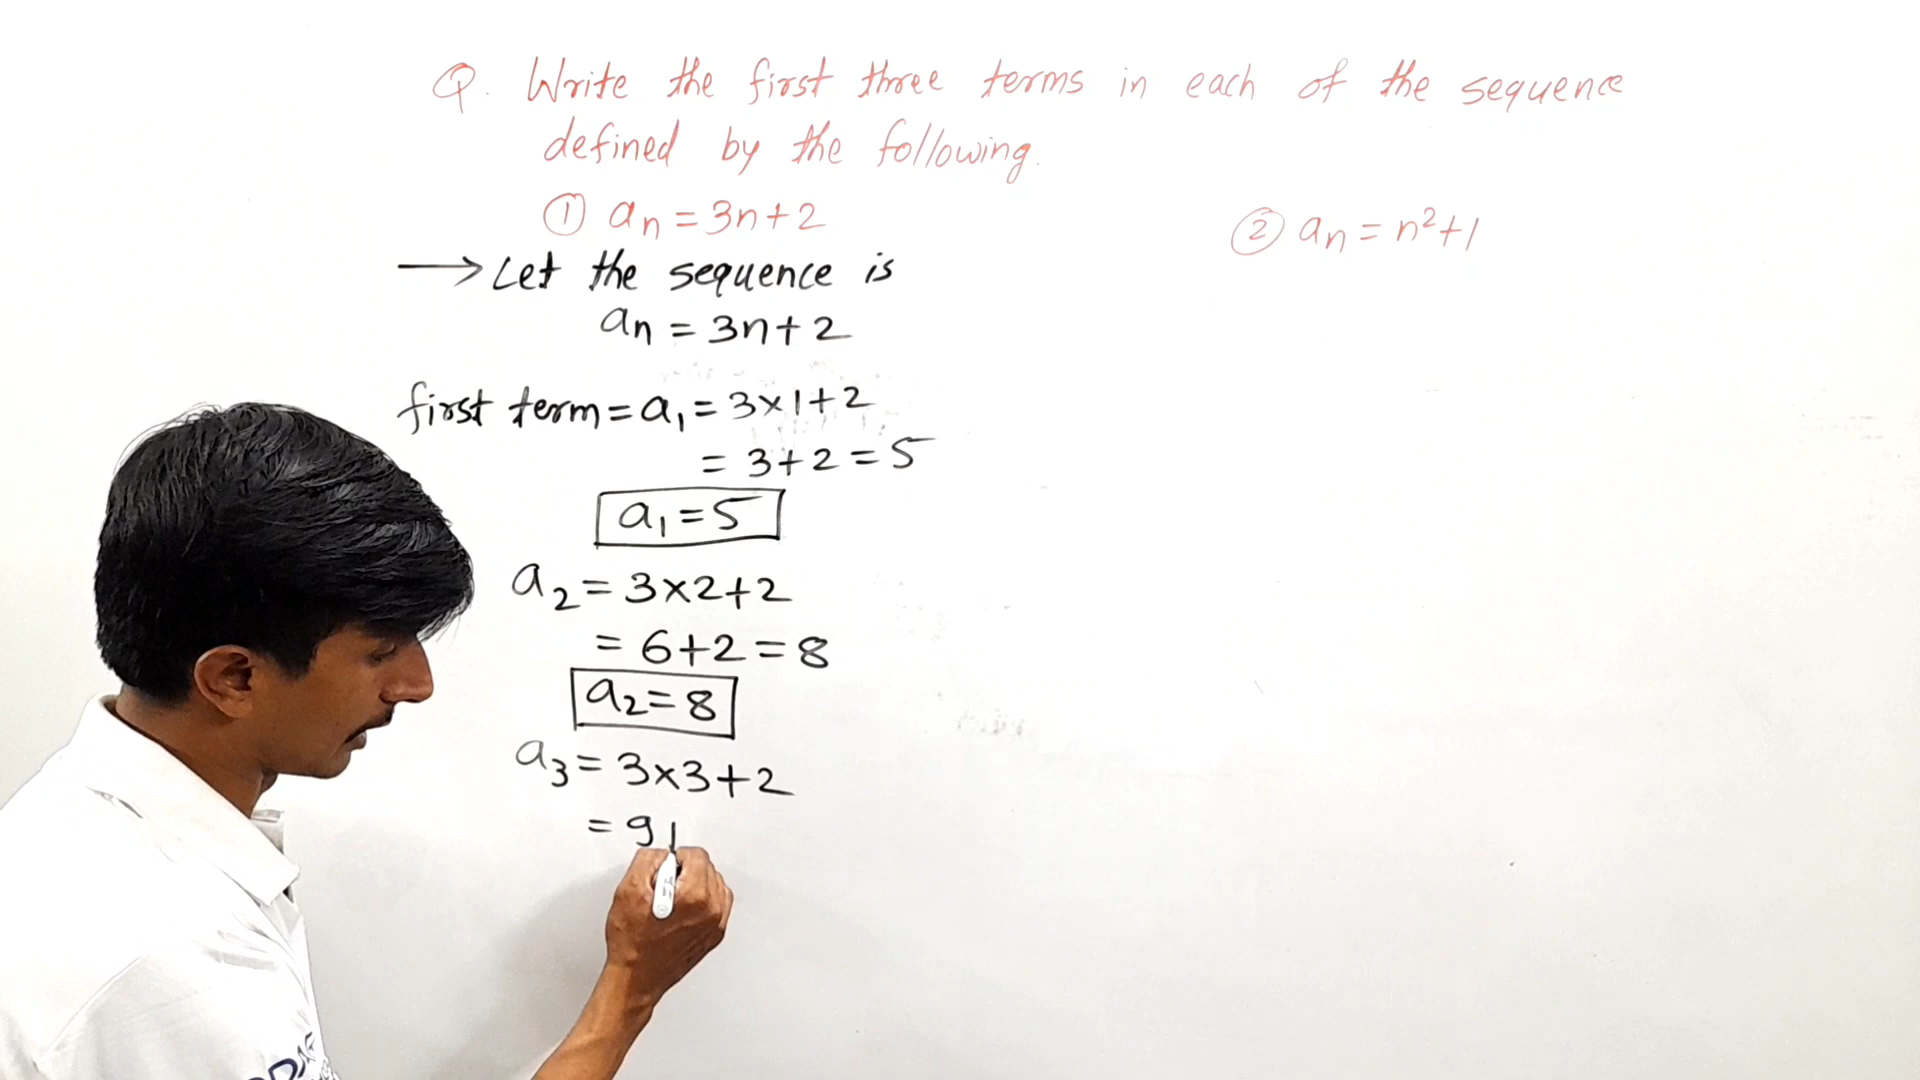 Q. Write the first three terms in each of the sequence
defined by the following.
① aₙ = 3n+2
② aₙ = n²+1
→ Let the sequence is
aₙ = 3n+2
first term = a₁ = 3×1+2
= 3+2 = 5
a₁ = 5
a₂ = 3×2+2
= 6+2 = 8
a₂ = 8
a₃ = 3×3+2
= 9